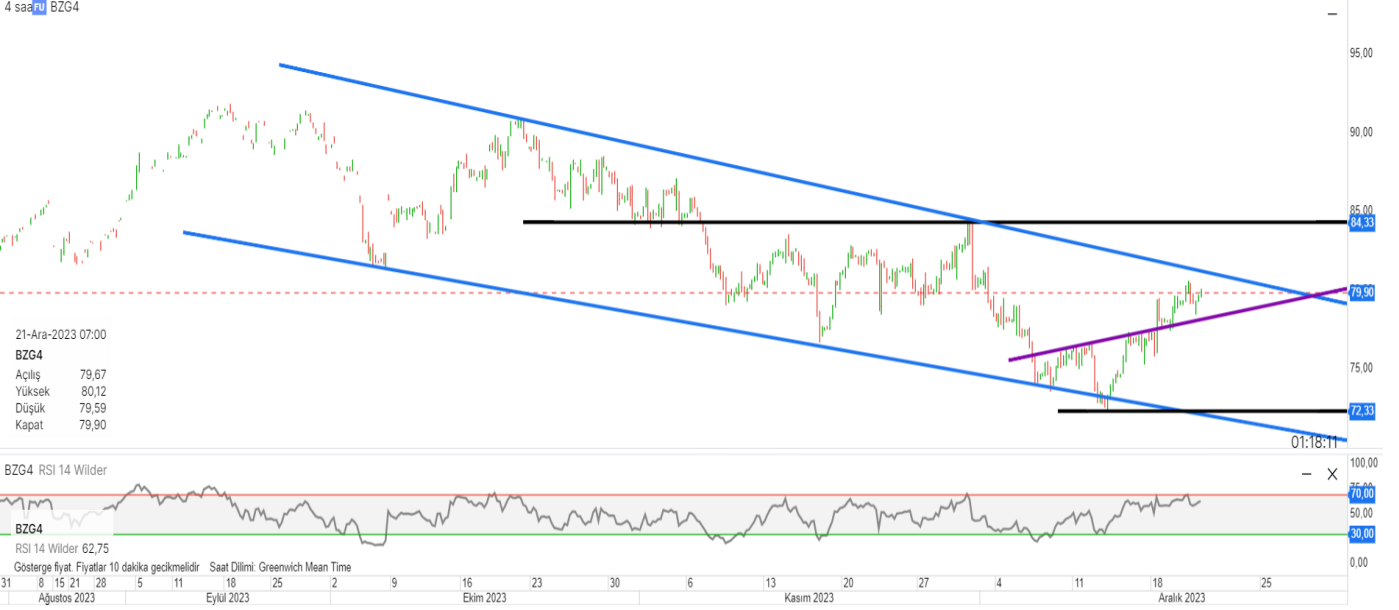 4 saa FU BZG4
95,00
90,00
85,00
84,33
79,90
75,00
72,33
21-Ara-2023 07:00
BZG4
Açılış 79,67
Yüksek 80,12
Düşük 79,59
Kapat 79,90
01:18:11
BZG4 RSI 14 Wilder
100,00
70,00
50,00
30,00
0,00
BZG4
RSI 14 Wilder 62,75
Gösterge fiyat. Fiyatlar 10 dakika gecikmelidir Saat Dilimi: Greenwich Mean Time
31 8 15 21 28 5 11 18 25 2 9 16 23 30 6 13 20 27 4 11 18 25
Ağustos 2023 Eylül 2023 Ekim 2023 Kasım 2023 Aralık 2023